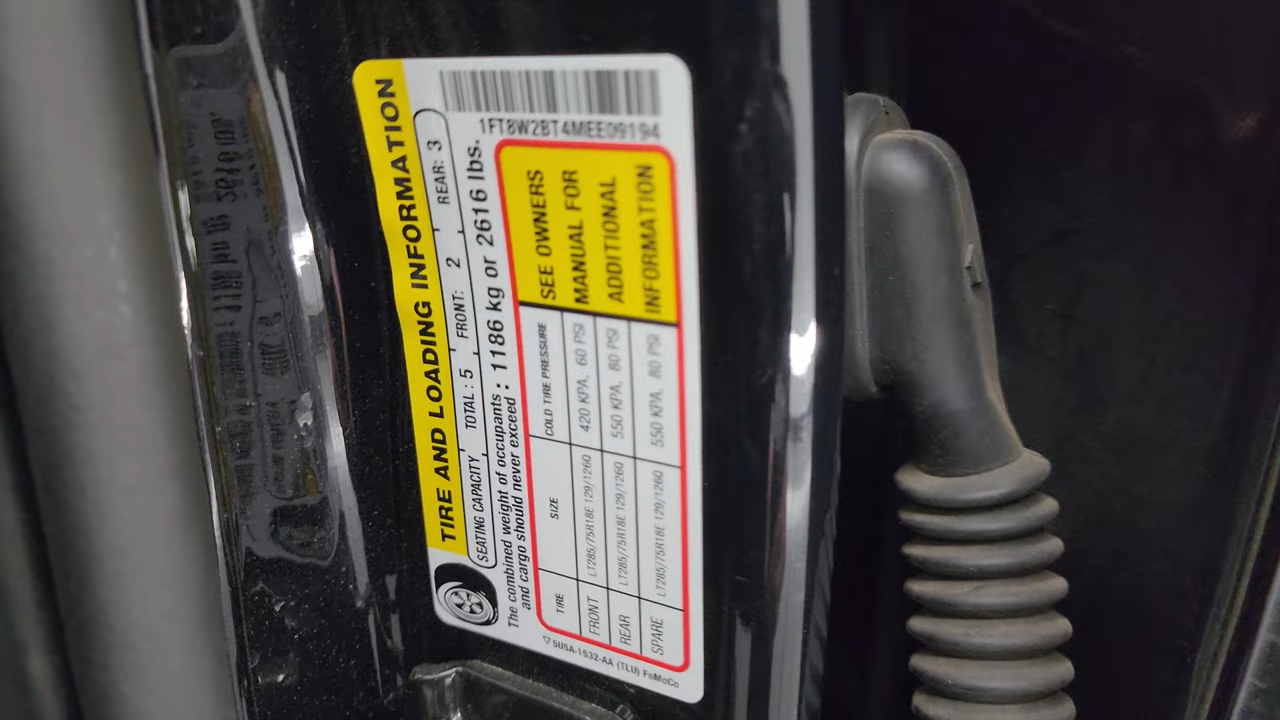 TIRE AND LOADING INFORMATION
SEATING CAPACITY TOTAL : 5 FRONT: 2 REAR: 3
The combined weight of occupants and cargo should never exceed : 1186 kg or 2616 lbs.
1FT8W2BT4MEE09194
TIRE SIZE COLD TIRE PRESSURE
FRONT LT285/75R18E 129/126Q 420 KPA, 60 PSI
REAR LT285/75R18E 129/126Q 550 KPA, 80 PSI
SPARE LT285/75R18E 129/126Q 550 KPA, 80 PSI
SEE OWNERS
MANUAL FOR
ADDITIONAL
INFORMATION
5U5A-1532-AA (TLU) FoMoCo